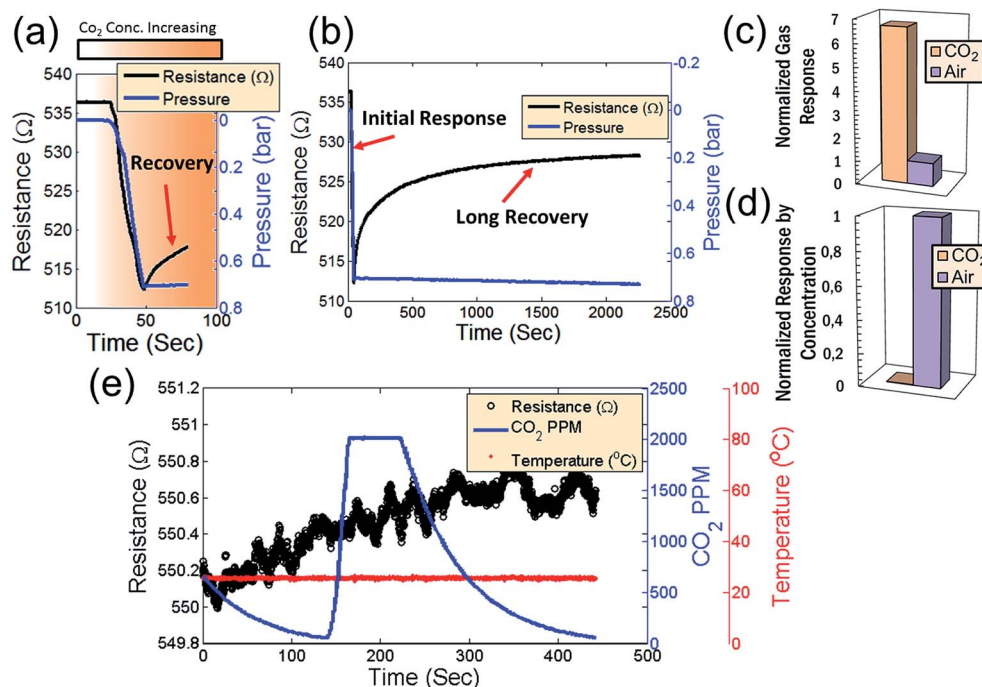 (a)
Co₂ Conc. Increasing
Resistance (Ω)
Pressure
Recovery
540
535
530
525
520
515
510
Resistance (Ω)
0
0.2
0.4
0.6
0.8
Pressure (bar)
0
50
100
Time (Sec)
(b)
Resistance (Ω)
Pressure
Initial Response
Long Recovery
540
535
530
525
520
515
510
Resistance (Ω)
-0.2
0
0.2
0.4
0.6
0.8
Pressure (bar)
0
500
1000
1500
2000
2500
Time (Sec)
(c)
Normalized Gas
Response
7
6
5
4
3
2
1
0
CO₂
Air
(d)
Normalized Response by
Concentration
1
0,8
0,6
0,4
0,2
0
CO₂
Air
(e)
Resistance (Ω)
CO₂ PPM
Temperature (⁰C)
551.2
551
550.8
550.6
550.4
550.2
550
549.8
Resistance (Ω)
2500
2000
1750
1500
1250
1000
750
500
250
0
CO₂ PPM
100
80
60
40
20
0
Temperature (⁰C)
0
100
200
300
400
500
Time (Sec)